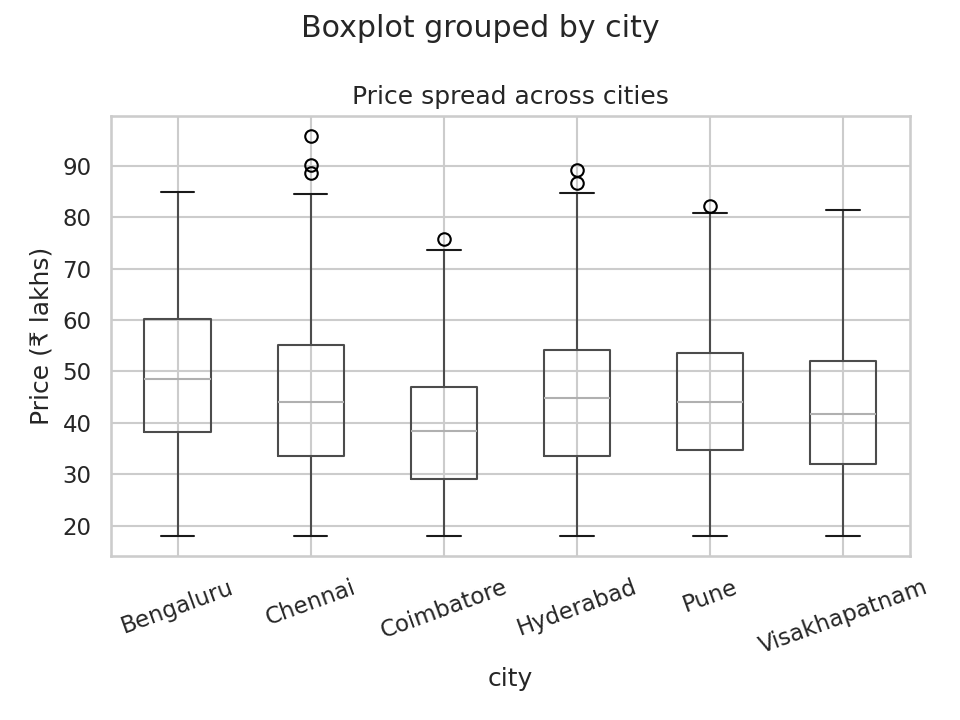 Boxplot grouped by city
Price spread across cities
Price (₹ lakhs)
90
80
70
60
50
40
30
20
Bengaluru
Chennai
Coimbatore
Hyderabad
Pune
Visakhapatnam
city